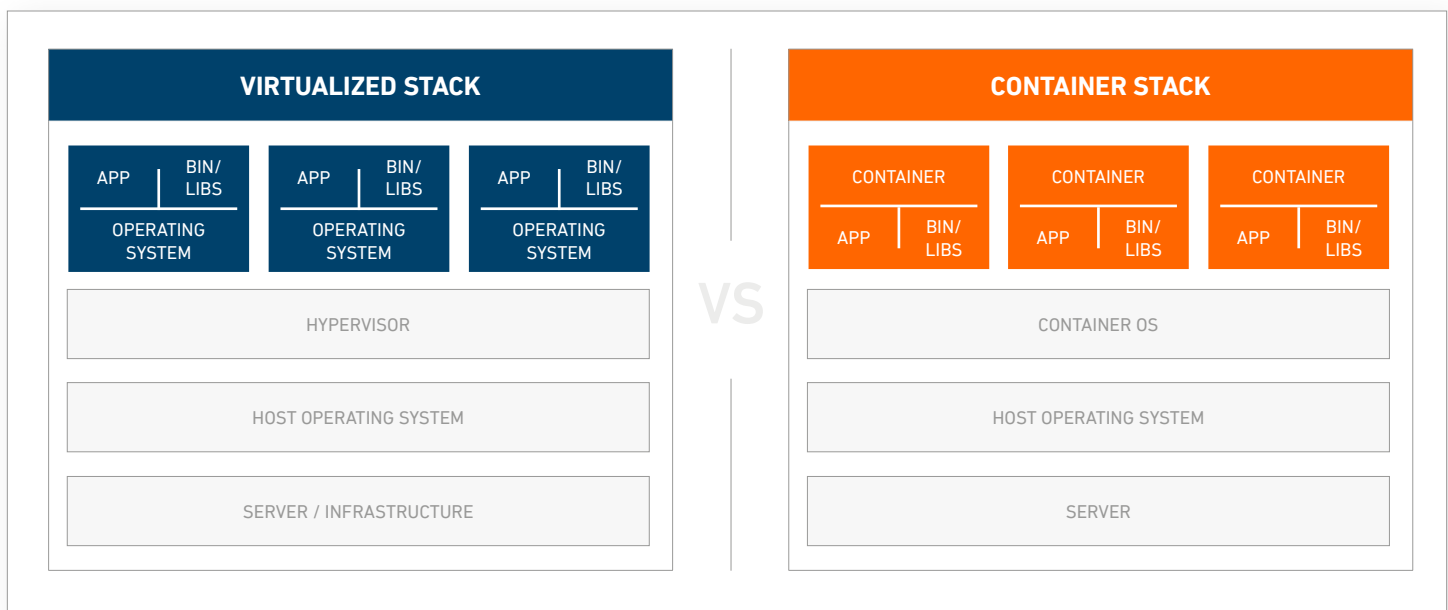 VIRTUALIZED STACK
APP
BIN/
LIBS
OPERATING
SYSTEM
APP
BIN/
LIBS
OPERATING
SYSTEM
APP
BIN/
LIBS
OPERATING
SYSTEM
HYPERVISOR
HOST OPERATING SYSTEM
SERVER / INFRASTRUCTURE
VS
CONTAINER STACK
CONTAINER
APP
BIN/
LIBS
CONTAINER
APP
BIN/
LIBS
CONTAINER
APP
BIN/
LIBS
CONTAINER OS
HOST OPERATING SYSTEM
SERVER